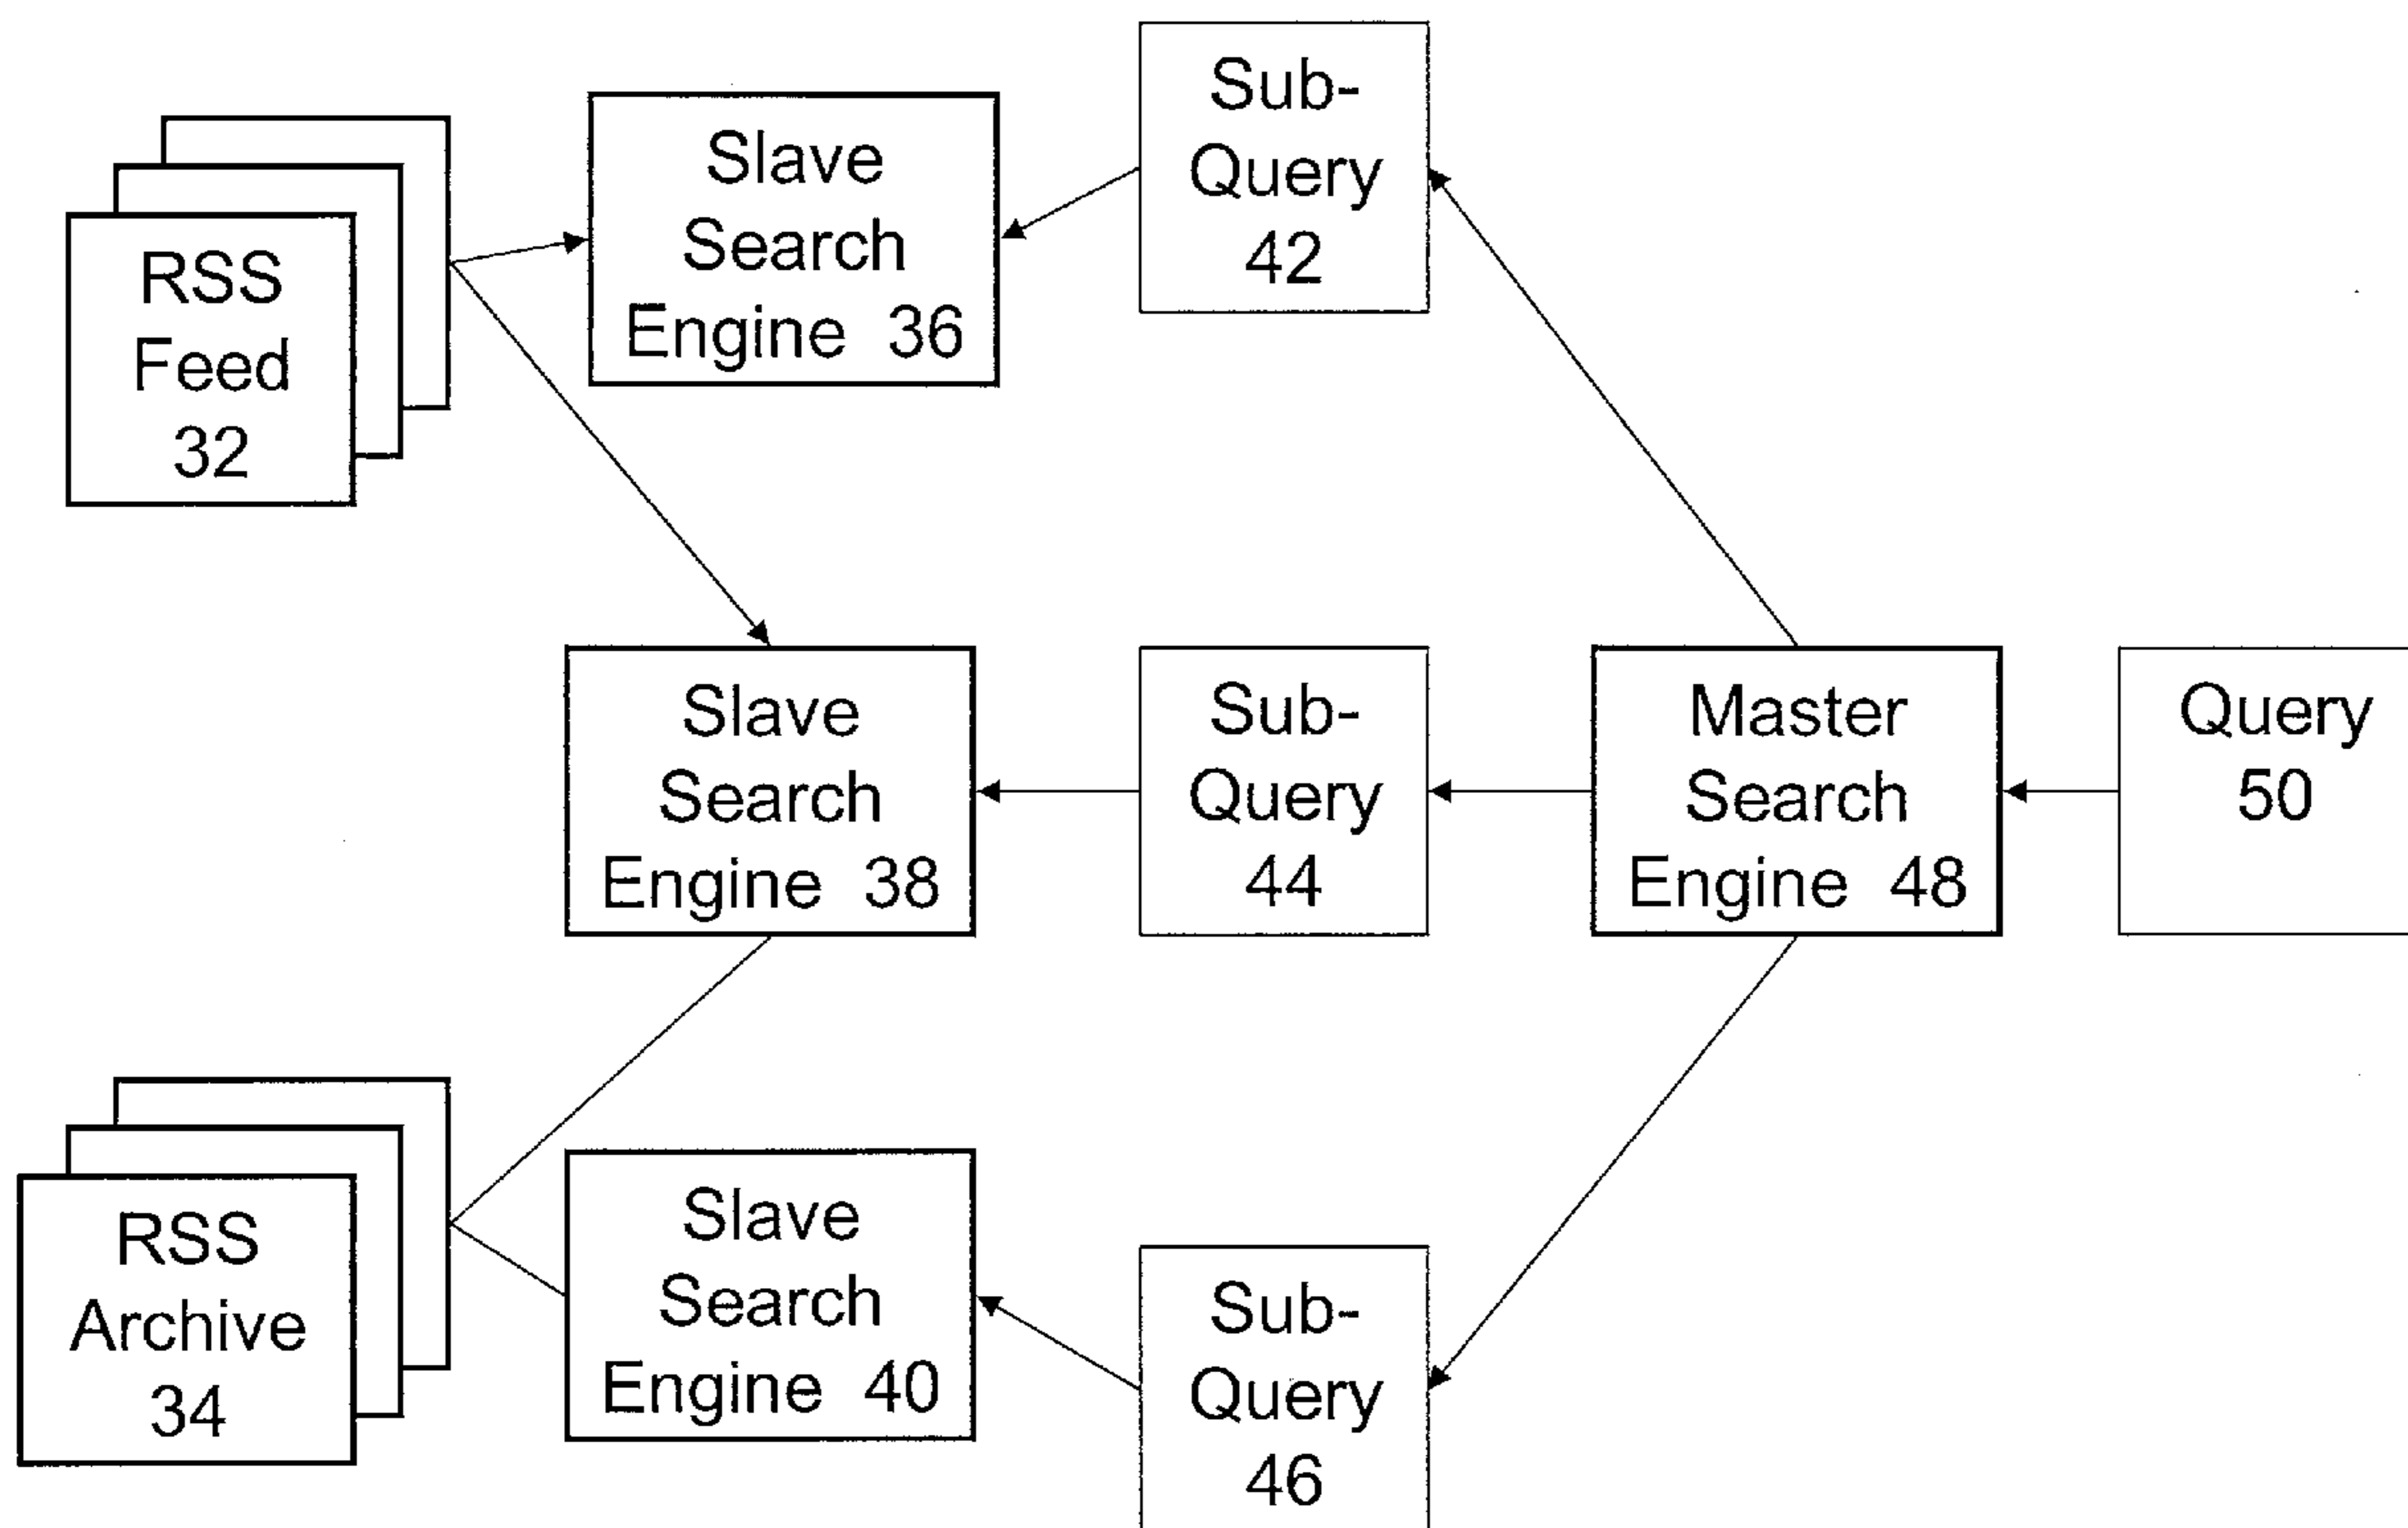 RSS
Feed
32
Slave
Search
Engine 36
Sub-
Query
42
Slave
Search
Engine 38
Sub-
Query
44
Master
Search
Engine 48
Query
50
RSS
Archive
34
Slave
Search
Engine 40
Sub-
Query
46